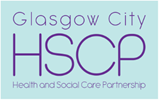 Glasgow City
HSCP
Health and Social Care Partnership